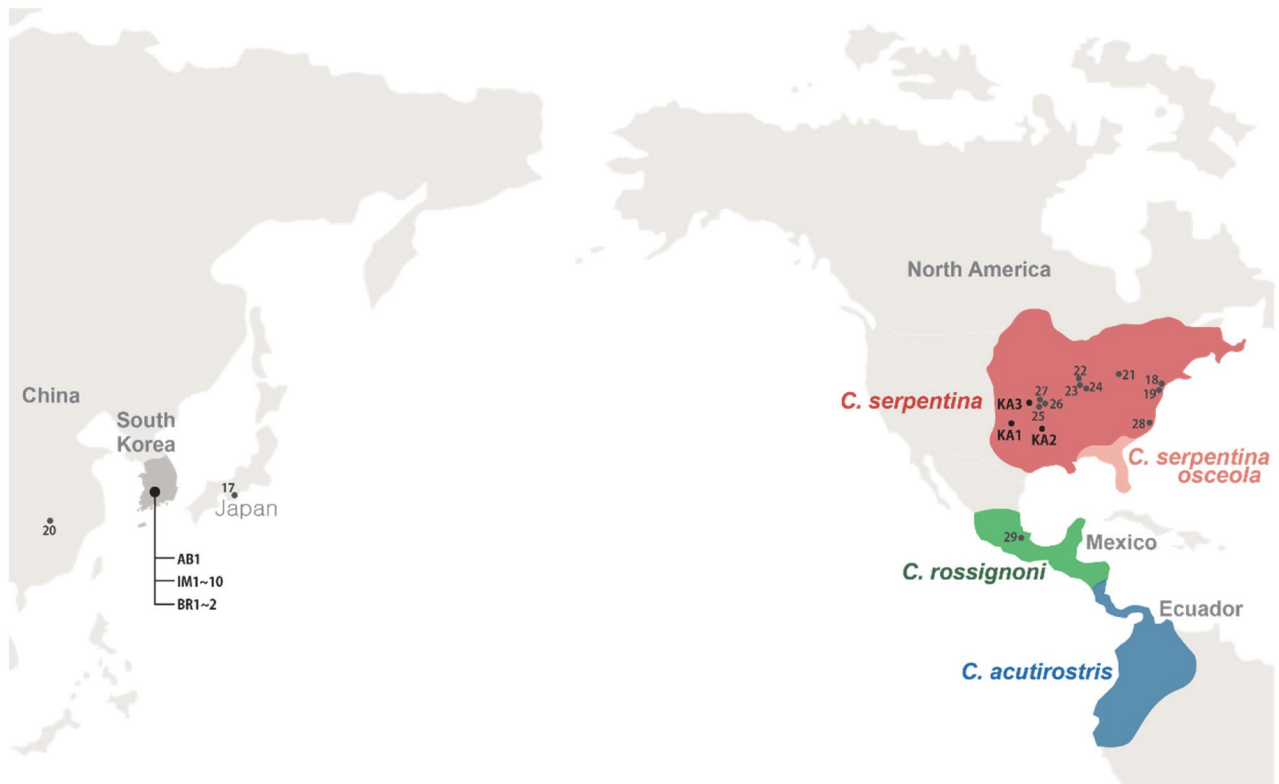 North America
22
21
23
24
18
19
27
26
25
KA3
KA1
KA2
28
C. serpentina
C. serpentina
osceola
China
South
Korea
17
Japan
20
AB1
IM1~10
BR1~2
29
Mexico
C. rossignoni
Ecuador
C. acutirostris